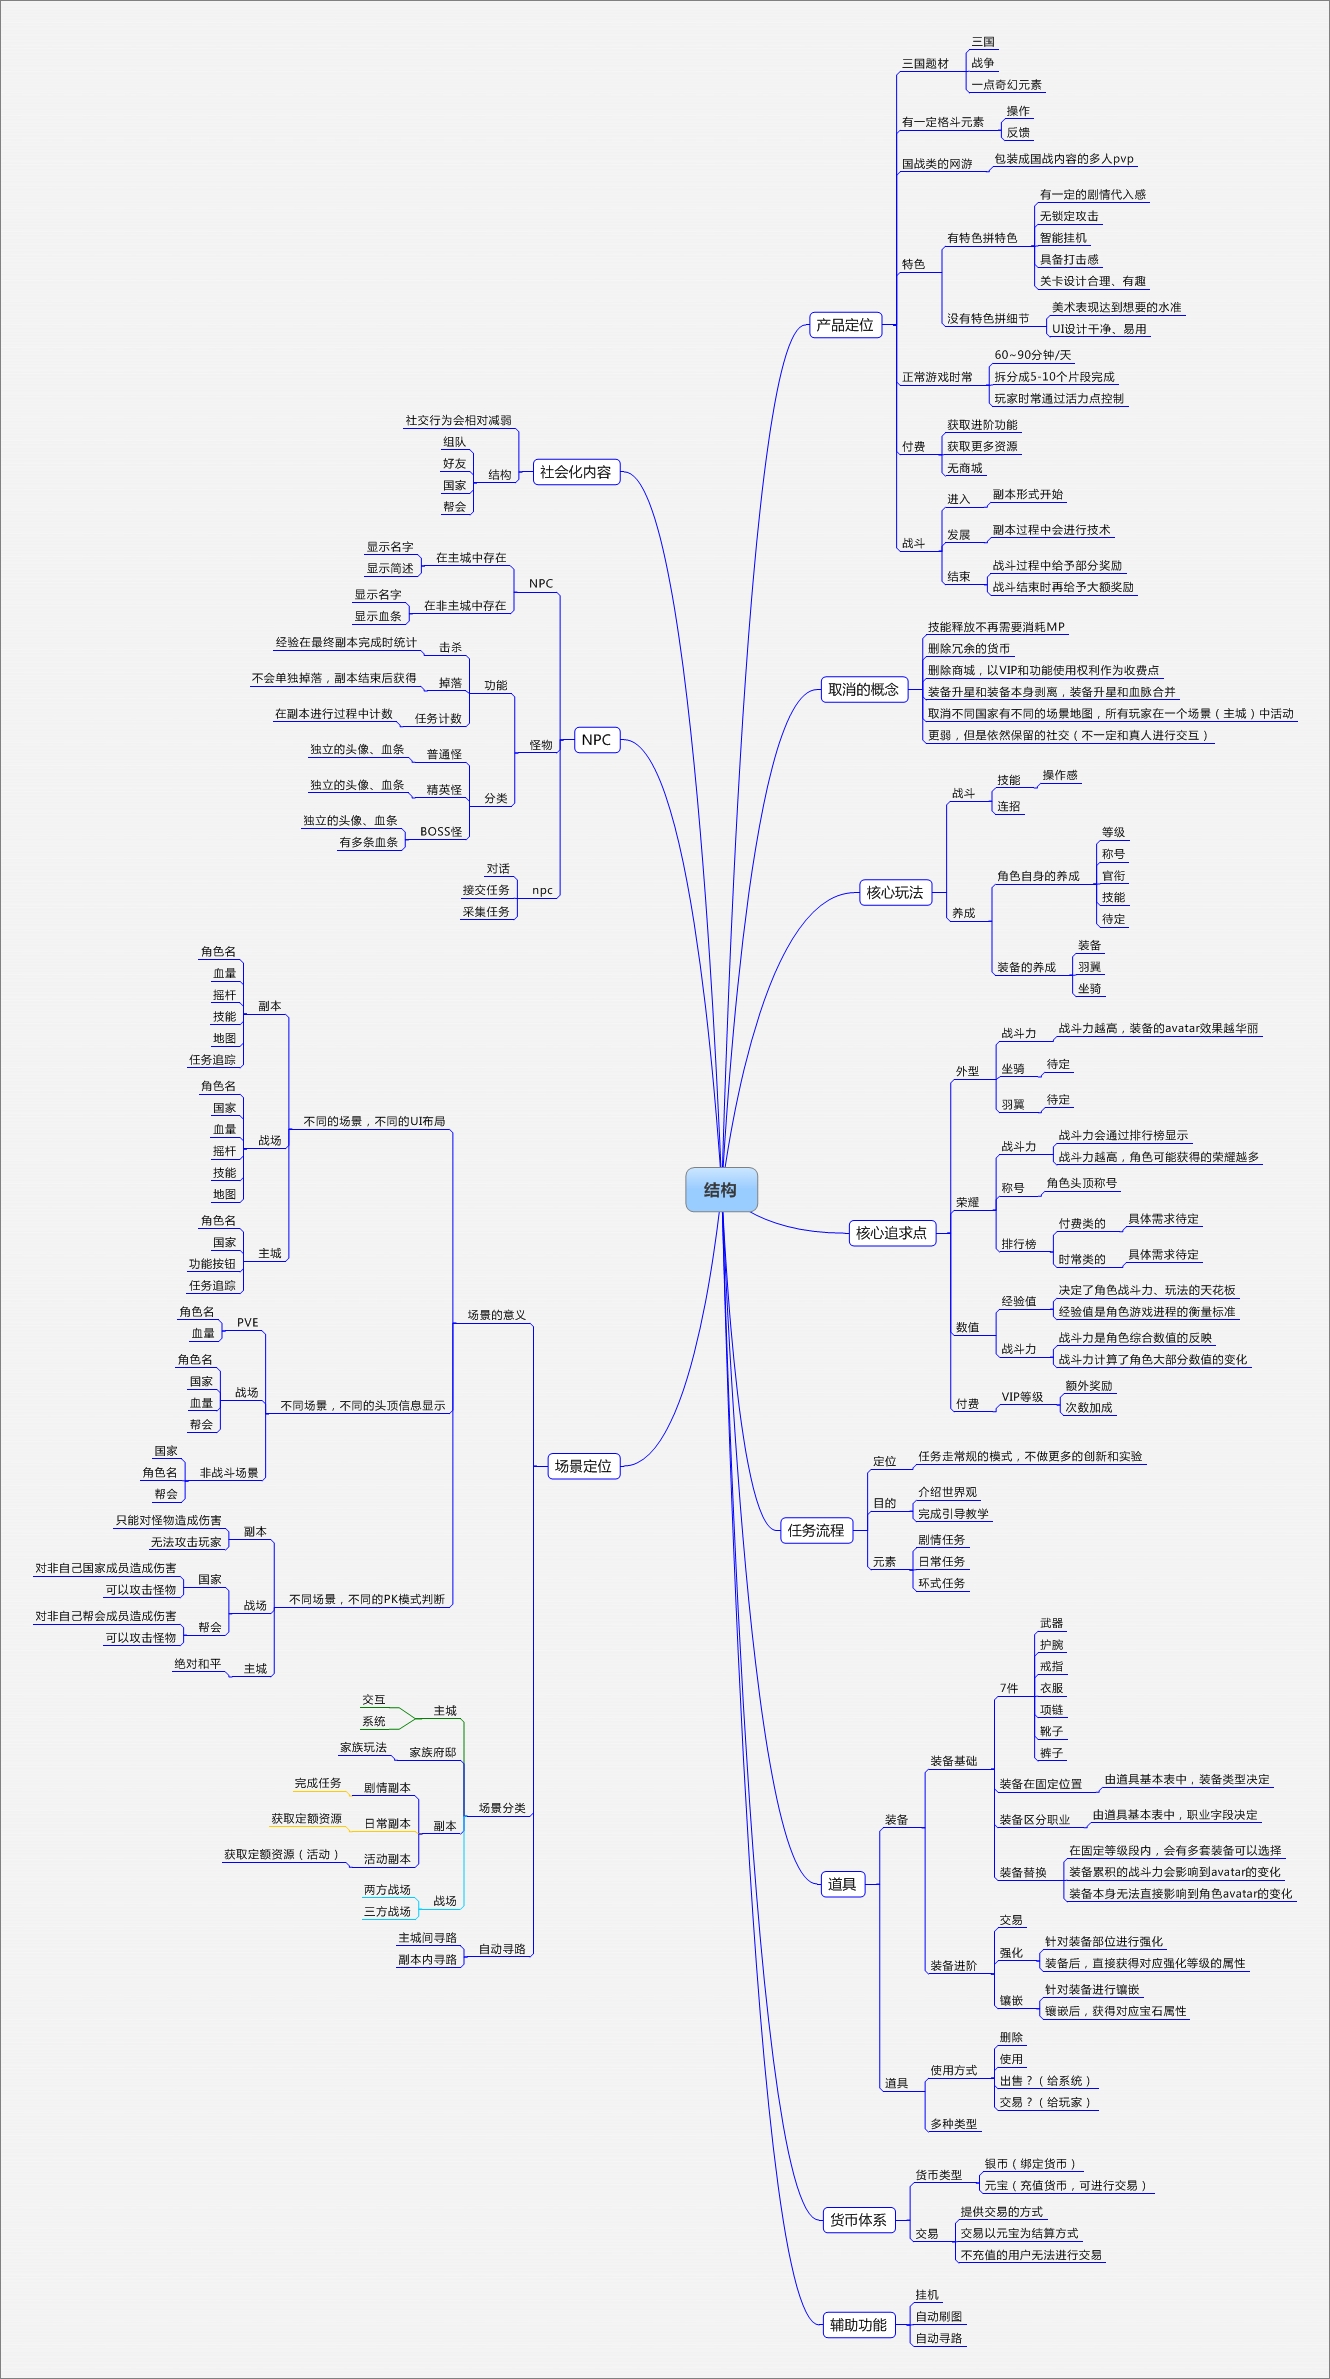 结构
产品定位
三国题材
三国
战争
一点奇幻元素
有一定格斗元素
操作
反馈
国战类的网游
包装成国战内容的多人pvp
特色
有特色拼特色
有一定的剧情代入感
无锁定攻击
智能挂机
具备打击感
关卡设计合理、有趣
没有特色拼细节
美术表现达到想要的水准
UI设计干净、易用
正常游戏时常
60~90分钟/天
拆分成5-10个片段完成
玩家时常通过活力点控制
付费
获取进阶功能
获取更多资源
无商城
战斗
进入
副本形式开始
发展
副本过程中会进行技术
结束
战斗过程中给予部分奖励
战斗结束时再给予大额奖励
取消的概念
技能释放不再需要消耗MP
删除冗余的货币
删除商城，以VIP和功能使用权利作为收费点
装备升星和装备本身剥离，装备升星和血脉合并
取消不同国家有不同的场景地图，所有玩家在一个场景（主城）中活动
更弱，但是依然保留的社交（不一定和真人进行交互）
核心玩法
战斗
技能
操作感
连招
养成
角色自身的养成
等级
称号
官衔
技能
待定
装备的养成
装备
羽翼
坐骑
核心追求点
外型
战斗力
战斗力越高，装备的avatar效果越华丽
坐骑
待定
羽翼
待定
荣耀
战斗力
战斗力会通过排行榜显示
战斗力越高，角色可能获得的荣耀越多
称号
角色头顶称号
排行榜
付费类的
具体需求待定
时常类的
具体需求待定
数值
经验值
决定了角色战斗力、玩法的天花板
经验值是角色游戏进程的衡量标准
战斗力
战斗力是角色综合数值的反映
战斗力计算了角色大部分数值的变化
付费
VIP等级
额外奖励
次数加成
任务流程
定位
任务走常规的模式，不做更多的创新和实验
目的
介绍世界观
完成引导教学
元素
剧情任务
日常任务
环式任务
道具
装备
装备基础
7件
武器
护腕
戒指
衣服
项链
靴子
裤子
装备在固定位置
由道具基本表中，装备类型决定
装备区分职业
由道具基本表中，职业字段决定
装备替换
在固定等级段内，会有多套装备可以选择
装备累积的战斗力会影响到avatar的变化
装备本身无法直接影响到角色avatar的变化
装备进阶
交易
强化
针对装备部位进行强化
装备后，直接获得对应强化等级的属性
镶嵌
针对装备进行镶嵌
镶嵌后，获得对应宝石属性
道具
使用方式
删除
使用
出售？（给系统）
交易？（给玩家）
多种类型
货币体系
货币类型
银币（绑定货币）
元宝（充值货币，可进行交易）
交易
提供交易的方式
交易以元宝为结算方式
不充值的用户无法进行交易
辅助功能
挂机
自动刷图
自动寻路
社会化内容
社交行为会相对减弱
结构
组队
好友
国家
帮会
NPC
NPC
在主城中存在
显示名字
显示简述
在非主城中存在
显示名字
显示血条
怪物
功能
击杀
经验在最终副本完成时统计
掉落
不会单独掉落，副本结束后获得
任务计数
在副本进行过程中计数
分类
普通怪
独立的头像、血条
精英怪
独立的头像、血条
BOSS怪
独立的头像、血条
有多条血条
npc
对话
接交任务
采集任务
场景定位
场景的意义
不同的场景，不同的UI布局
副本
角色名
血量
摇杆
技能
地图
任务追踪
战场
角色名
国家
血量
摇杆
技能
地图
主城
角色名
国家
功能按钮
任务追踪
不同场景，不同的头顶信息显示
PVE
角色名
血量
战场
角色名
国家
血量
帮会
非战斗场景
国家
角色名
帮会
不同场景，不同的PK模式判断
副本
只能对怪物造成伤害
无法攻击玩家
战场
国家
对非自己国家成员造成伤害
可以攻击怪物
帮会
对非自己帮会成员造成伤害
可以攻击怪物
主城
绝对和平
场景分类
主城
交互
系统
家族府邸
家族玩法
副本
剧情副本
完成任务
日常副本
获取定额资源
活动副本
获取定额资源（活动）
战场
两方战场
三方战场
自动寻路
主城间寻路
副本内寻路